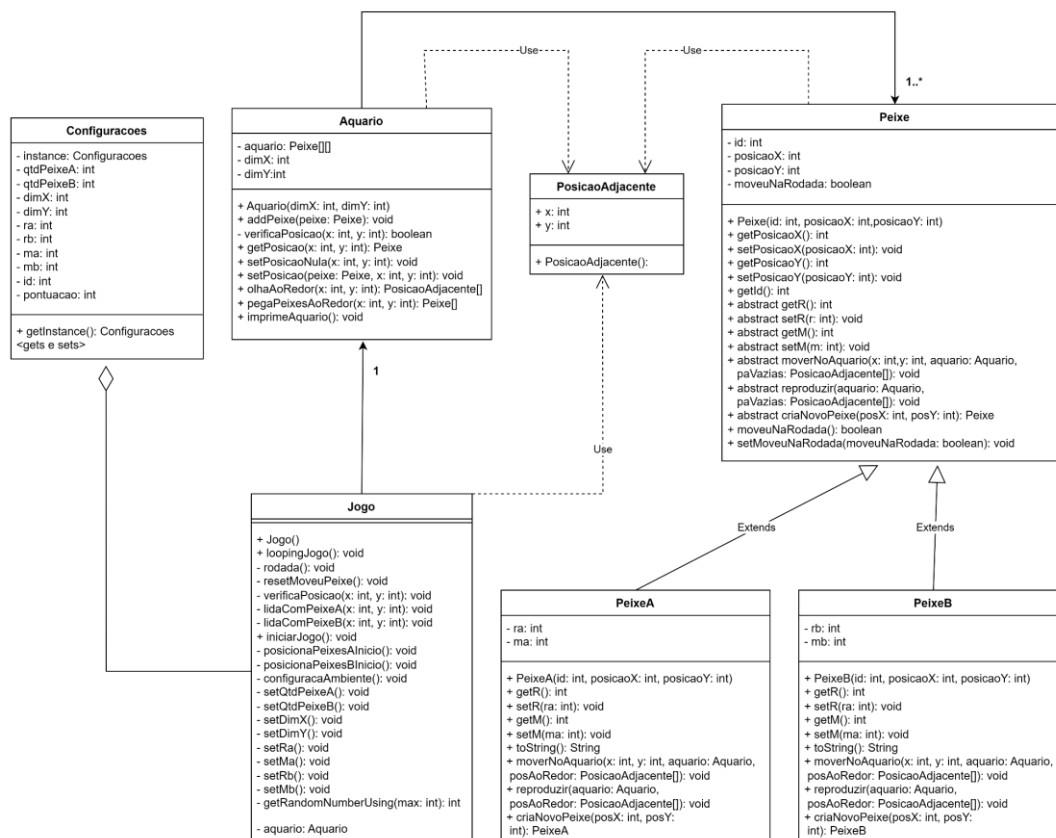 Use
Use
1..*
Configuracoes
- instance: Configuracoes
- qtdPeixeA: int
- qtdPeixeB: int
- dimX: int
- dimY: int
- ra: int
- rb: int
- ma: int
- mb: int
- id: int
- pontuacao: int
+ getInstance(): Configuracoes
<gets e sets>
Aquario
- aquario: Peixe[][]
- dimX: int
- dimY:int
+ Aquario(dimX: int, dimY: int)
+ addPeixe(peixe: Peixe): void
- verificaPosicao(x: int, y: int): boolean
+ getPosicao(x: int, y: int): Peixe
+ setPosicaoNula(x: int, y: int): void
+ setPosicao(peixe: Peixe, x: int, y: int): void
+ olhaAoRedor(x: int, y: int): PosicaoAdjacente[]
+ pegaPeixesAoRedor(x: int, y: int): Peixe[]
+ imprimeAquario(): void
PosicaoAdjacente
+ x: int
+ y: int
+ PosicaoAdjacente():
Peixe
- id: int
- posicaoX: int
- posicaoY: int
- moveuNaRodada: boolean
+ Peixe(id: int, posicaoX: int,posicaoY: int)
+ getPosicaoX(): int
+ setPosicaoX(posicaoX: int): void
+ getPosicaoY(): int
+ setPosicaoY(posicaoY: int): void
+ getId(): int
+ abstract getR(): int
+ abstract setR(r: int): void
+ abstract getM(): int
+ abstract setM(m: int): void
+ abstract moverNoAquario(x: int,y: int, aquario: Aquario,
paVazias: PosicaoAdjacente[]): void
+ abstract reproduzir(aquario: Aquario,
paVazias: PosicaoAdjacente[]): void
+ abstract criaNovoPeixe(posX: int, posY: int): Peixe
+ moveuNaRodada(): boolean
+ setMoveuNaRodada(moveuNaRodada: boolean): void
1
Use
Extends
Extends
Jogo
+ Jogo()
+ loopingJogo(): void
- rodada(): void
- resetMoveuPeixe(): void
- verificaPosicao(x: int, y: int): void
- lidaComPeixeA(x: int, y: int): void
- lidaComPeixeB(x: int, y: int): void
+ iniciarJogo(): void
- posicionaPeixesAInicio(): void
- posicionaPeixesBInicio(): void
- configuracaAmbiente(): void
- setQtdPeixeA(): void
- setQtdPeixeB(): void
- setDimX(): void
- setDimY(): void
- setRa(): void
- setMa(): void
- setRb(): void
- setMb(): void
- getRandomNumberUsing(max: int): int
- aquario: Aquario
PeixeA
- ra: int
- ma: int
+ PeixeA(id: int, posicaoX: int, posicaoY: int)
+ getR(): int
+ setR(ra: int): void
+ getM(): int
+ setM(ma: int): void
+ toString(): String
+ moverNoAquario(x: int, y: int, aquario: Aquario,
posAoRedor: PosicaoAdjacente[]): void
+ reproduzir(aquario: Aquario,
posAoRedor: PosicaoAdjacente[]): void
+ criaNovoPeixe(posX: int, posY:
int): PeixeA
PeixeB
- rb: int
- mb: int
+ PeixeB(id: int, posicaoX: int, posicaoY: int)
+ getR(): int
+ setR(ra: int): void
+ getM(): int
+ setM(ma: int): void
+ toString(): String
+ moverNoAquario(x: int, y: int, aquario: Aquario,
posAoRedor: PosicaoAdjacente[]): void
+ reproduzir(aquario: Aquario,
posAoRedor: PosicaoAdjacente[]): void
+ criaNovoPeixe(posX: int, posY:
int): PeixeB